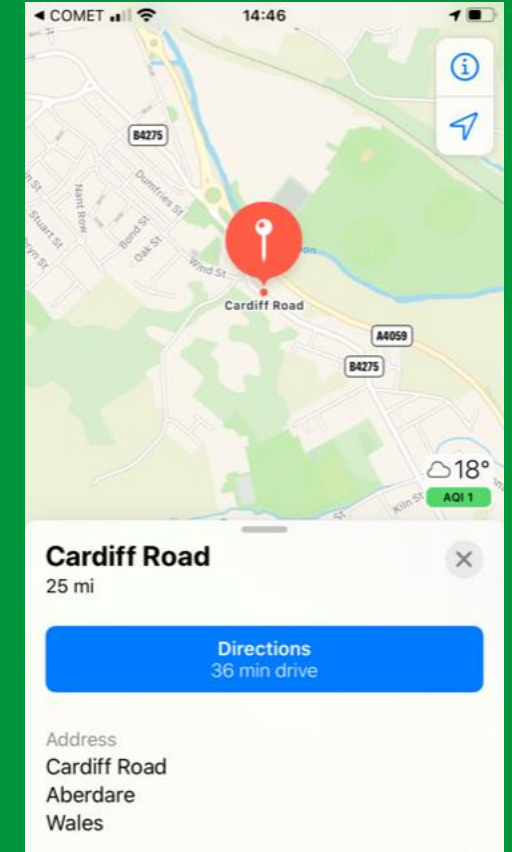 COMET
14:46
B4275
Dumfries St
Nant Row
Stuart St
Bond St
Oak St
Wind St
Cardiff Road
A4059
B4275
18°
AQI 1
Kiln St
St
Cardiff Road
25 mi
Directions
36 min drive
Address
Cardiff Road
Aberdare
Wales